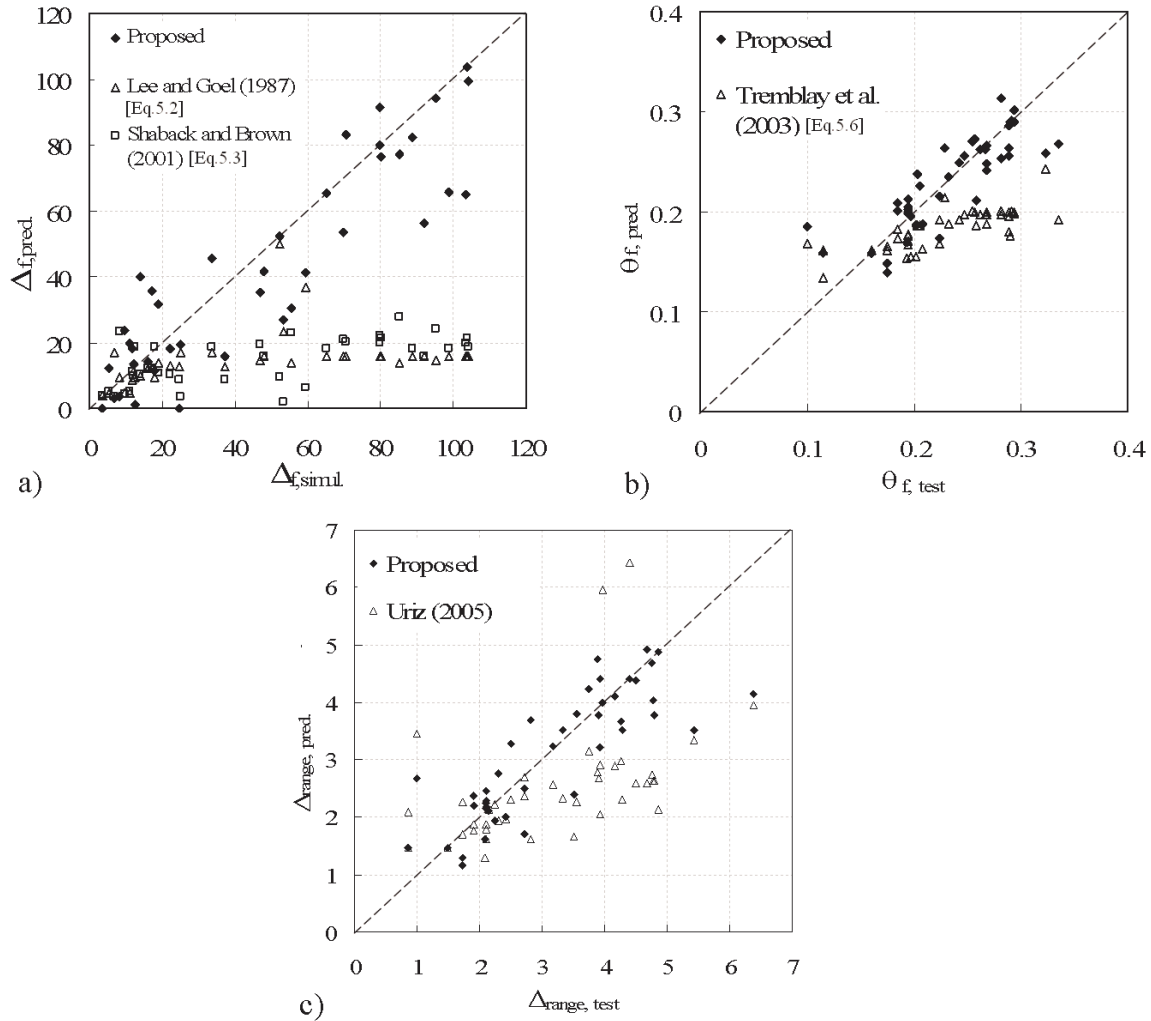 120
100
80
60
40
20
0
Δf,pred.
Proposed
Lee and Goel (1987)
[Eq.5.2]
Shaback and Brown
(2001) [Eq.5.3]
0 20 40 60 80 100 120
Δf,simul.
a)
0.4
0.3
0.2
0.1
0
θf, pred.
Proposed
Tremblay et al.
(2003) [Eq.5.6]
0 0.1 0.2 0.3 0.4
θ f, test
b)
7
6
5
4
3
2
1
0
Δrange, pred.
Proposed
Uriz (2005)
0 1 2 3 4 5 6 7
Δrange, test
c)